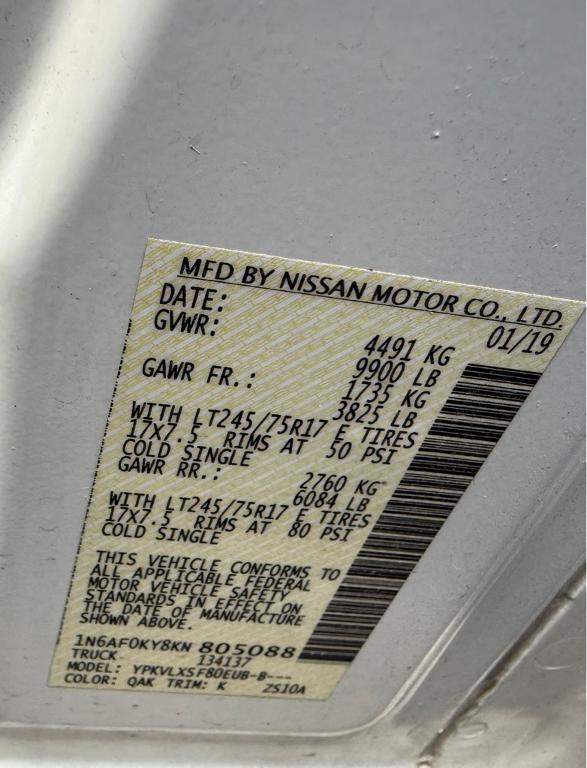 MFD BY NISSAN MOTOR CO., LTD.
DATE: 01/19
GVWR: 4491 KG
9900 LB
GAWR FR.: 1735 KG
3825 LB
WITH LT245/75R17 E TIRES
17X7.5 RIMS AT 50 PSI
COLD SINGLE
GAWR RR.: 2760 KG
6084 LB
WITH LT245/75R17 E TIRES
17X7.5 RIMS AT 80 PSI
COLD SINGLE
THIS VEHICLE CONFORMS TO
ALL APPLICABLE FEDERAL
MOTOR VEHICLE SAFETY
STANDARDS IN EFFECT ON
THE DATE OF MANUFACTURE
SHOWN ABOVE.
1N6AF0KY8KN 805088
TRUCK 134137
MODEL: YPKVLXSF80EUB-B---
COLOR: QAK TRIM: K ZS10A